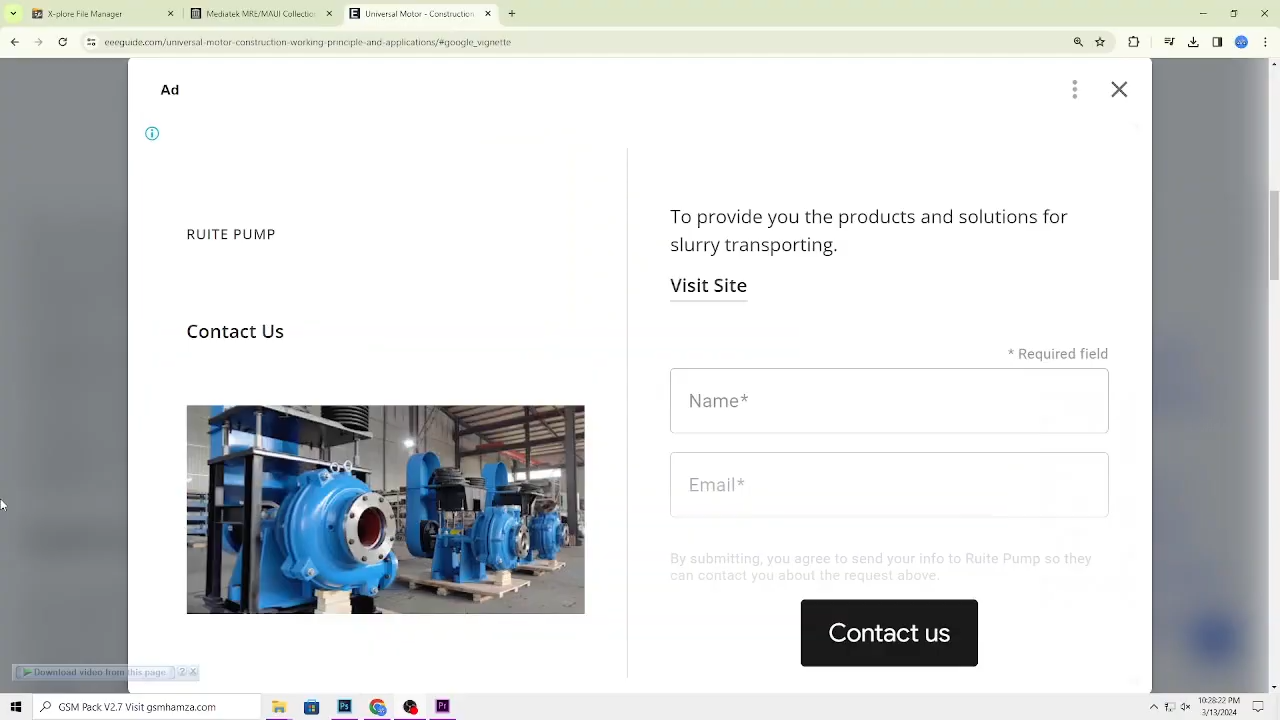 X-plore File Manager
Mediatek MRE/MAUI Collection
Universal Motor - Construction
eeeguide.com/universal-motor-construction-working-principle-and-applications/#google_vignette
Ad
RUITE PUMP
Contact Us
To provide you the products and solutions for
slurry transporting.
Visit Site
* Required field
Name*
Email*
By submitting, you agree to send your info to Ruite Pump so they
can contact you about the request above.
Contact us
Download video from this page
?
GSM Pack V2.7 Visit gsmhamza.com
10:28:22 PM
3/13/2024